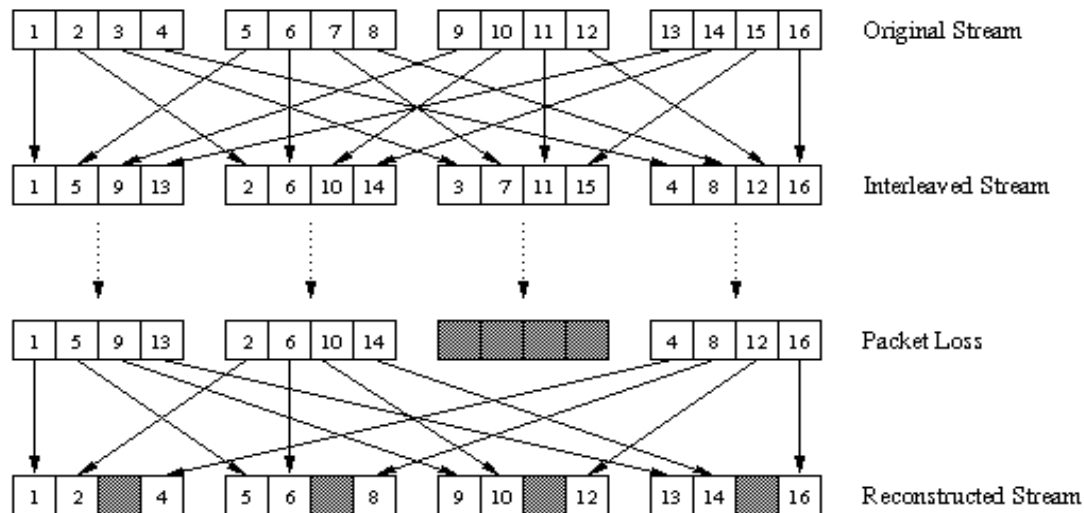 1 2 3 4 5 6 7 8 9 10 11 12 13 14 15 16 Original Stream
1 5 9 13 2 6 10 14 3 7 11 15 4 8 12 16 Interleaved Stream
1 5 9 13 2 6 10 14 4 8 12 16 Packet Loss
1 2 4 5 6 8 9 10 12 13 14 16 Reconstructed Stream